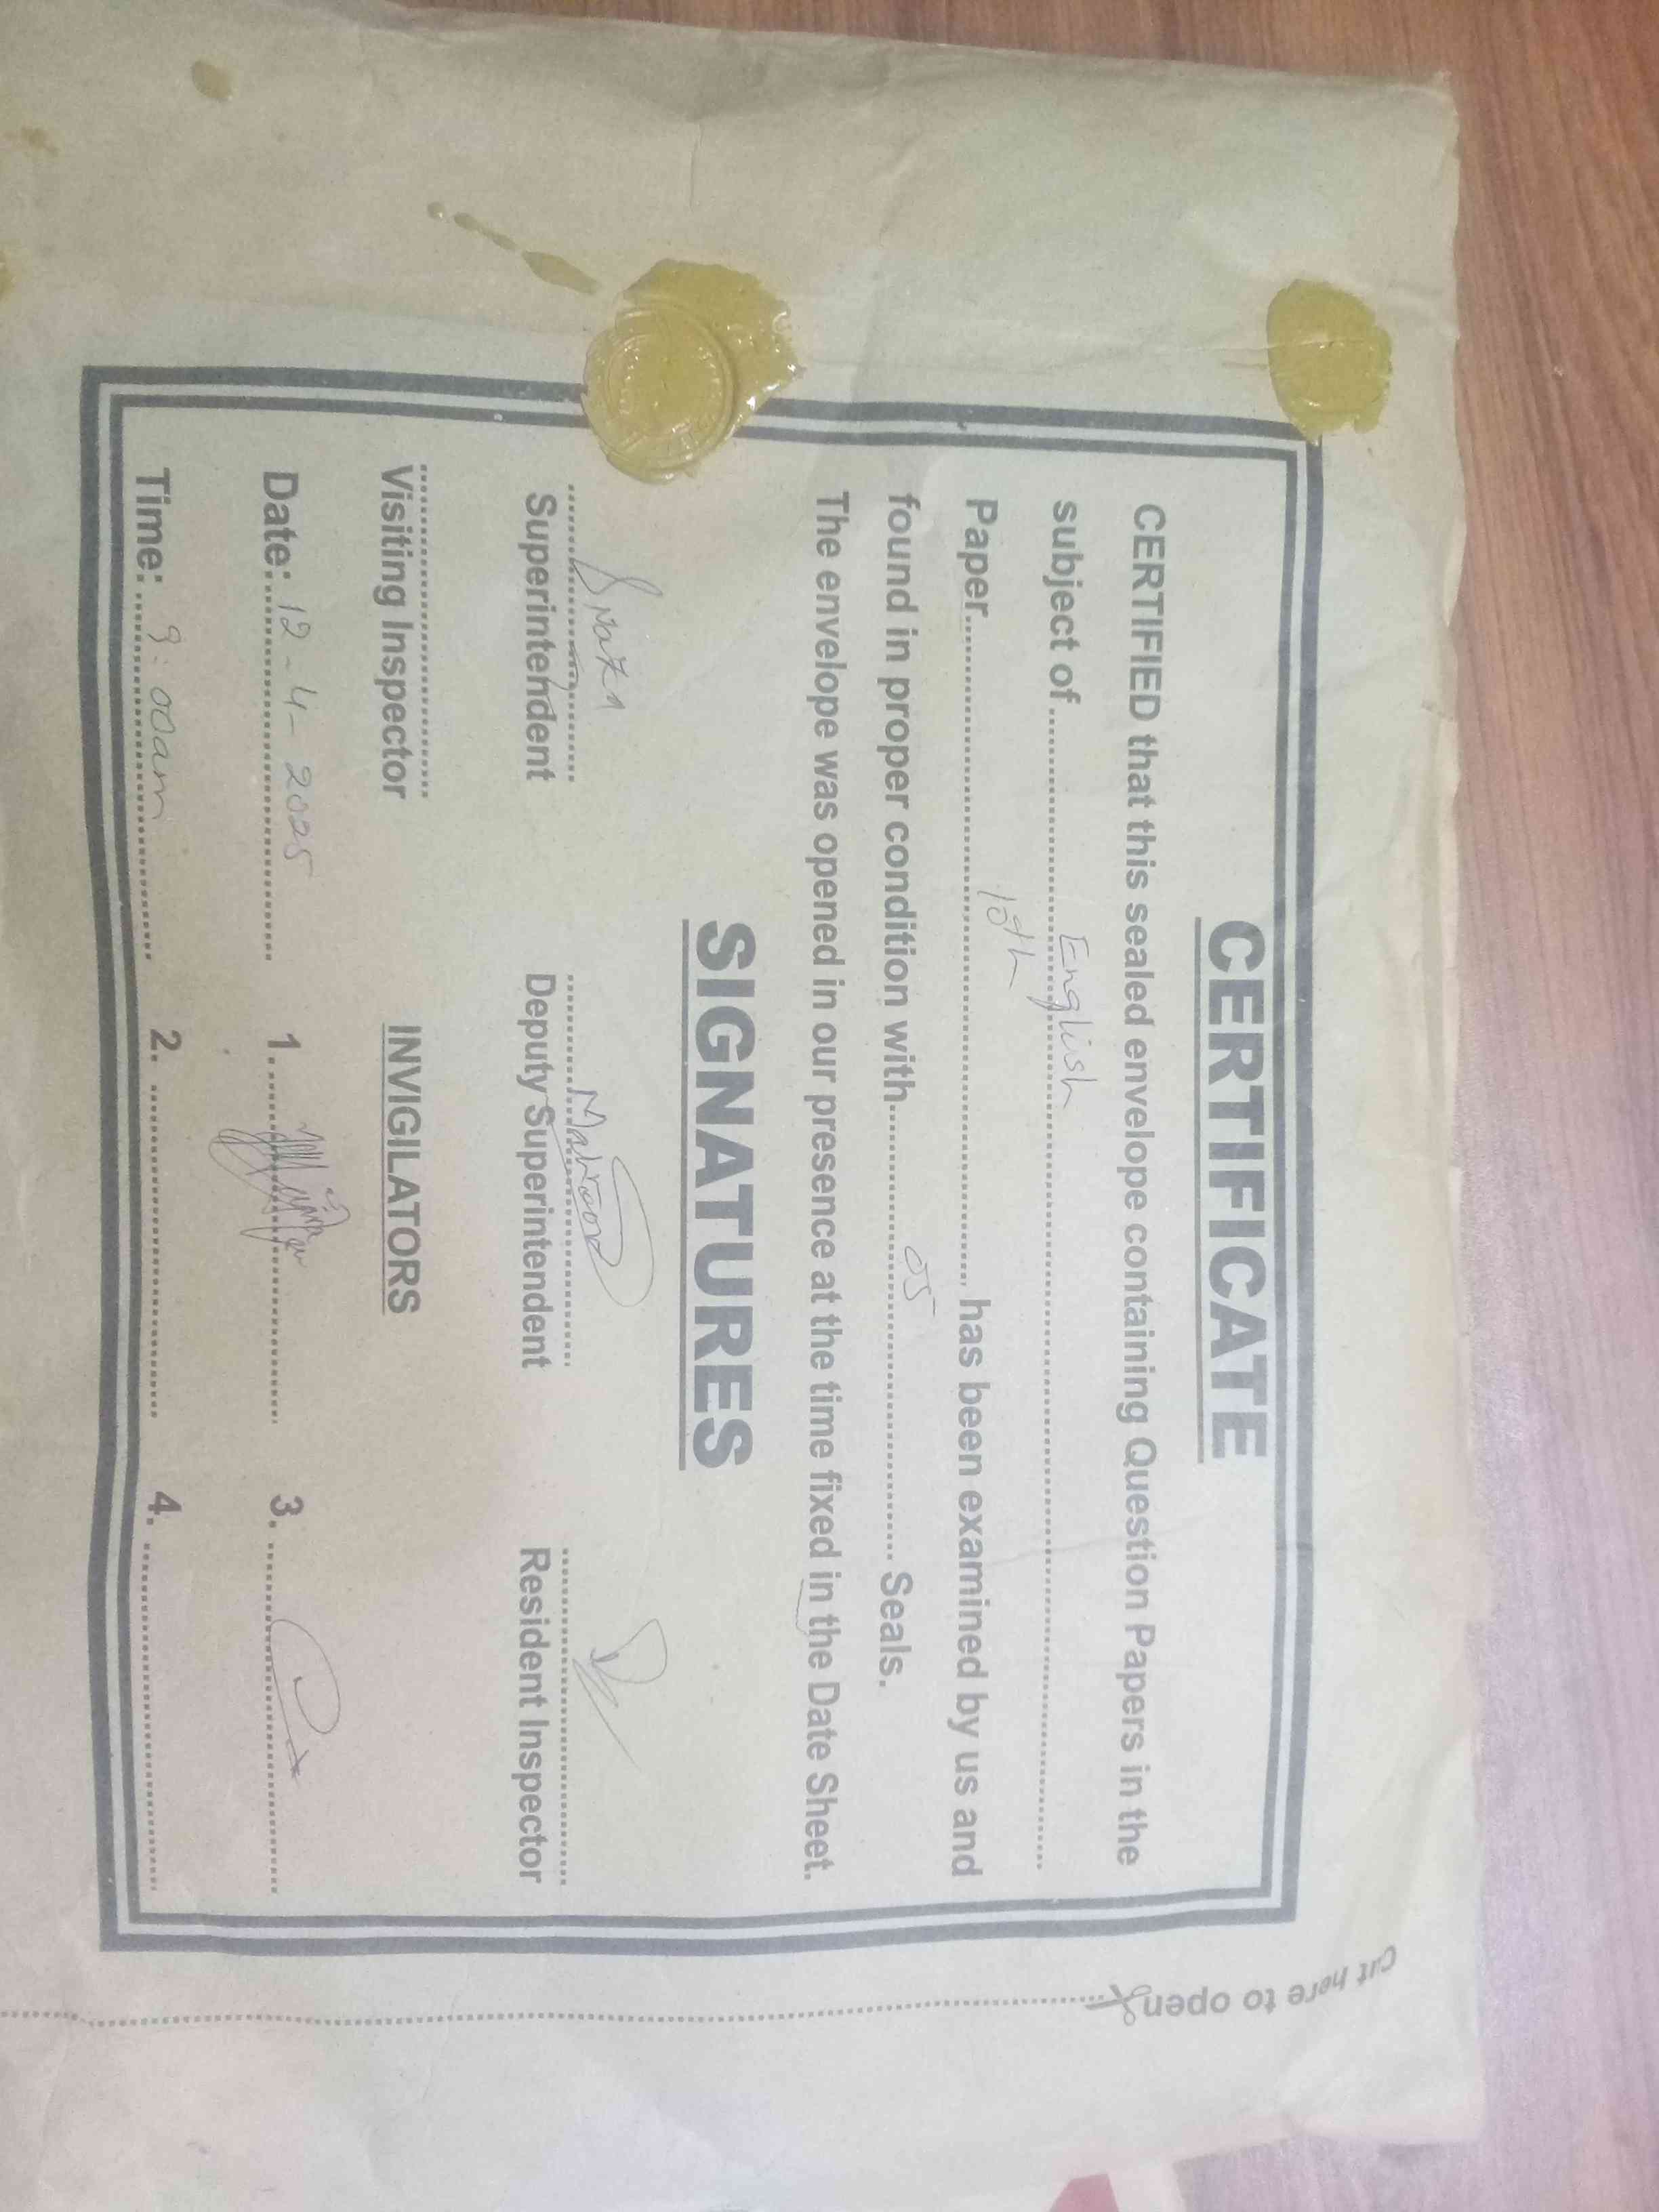 CERTIFICATE
CERTIFIED that this sealed envelope containing Question Papers in the
subject of ........ English ........
Paper ........ 10th ........ has been examined by us and
found in proper condition with ........ 05 ........ Seals.
The envelope was opened in our presence at the time fixed in the Date Sheet.
SIGNATURES
Superintendent Deputy Superintendent Resident Inspector
Visiting Inspector INVIGILATORS
Date: 12-4-2025 1. 3.
Time: 9:00am 2. 4.
Cut here to open